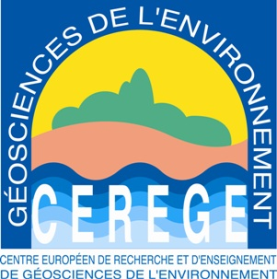 GÉOSCIENCES DE L'ENVIRONNEMENT
CEREGE
CENTRE EUROPÉEN DE RECHERCHE ET D'ENSEIGNEMENT
DE GÉOSCIENCES DE L'ENVIRONNEMENT